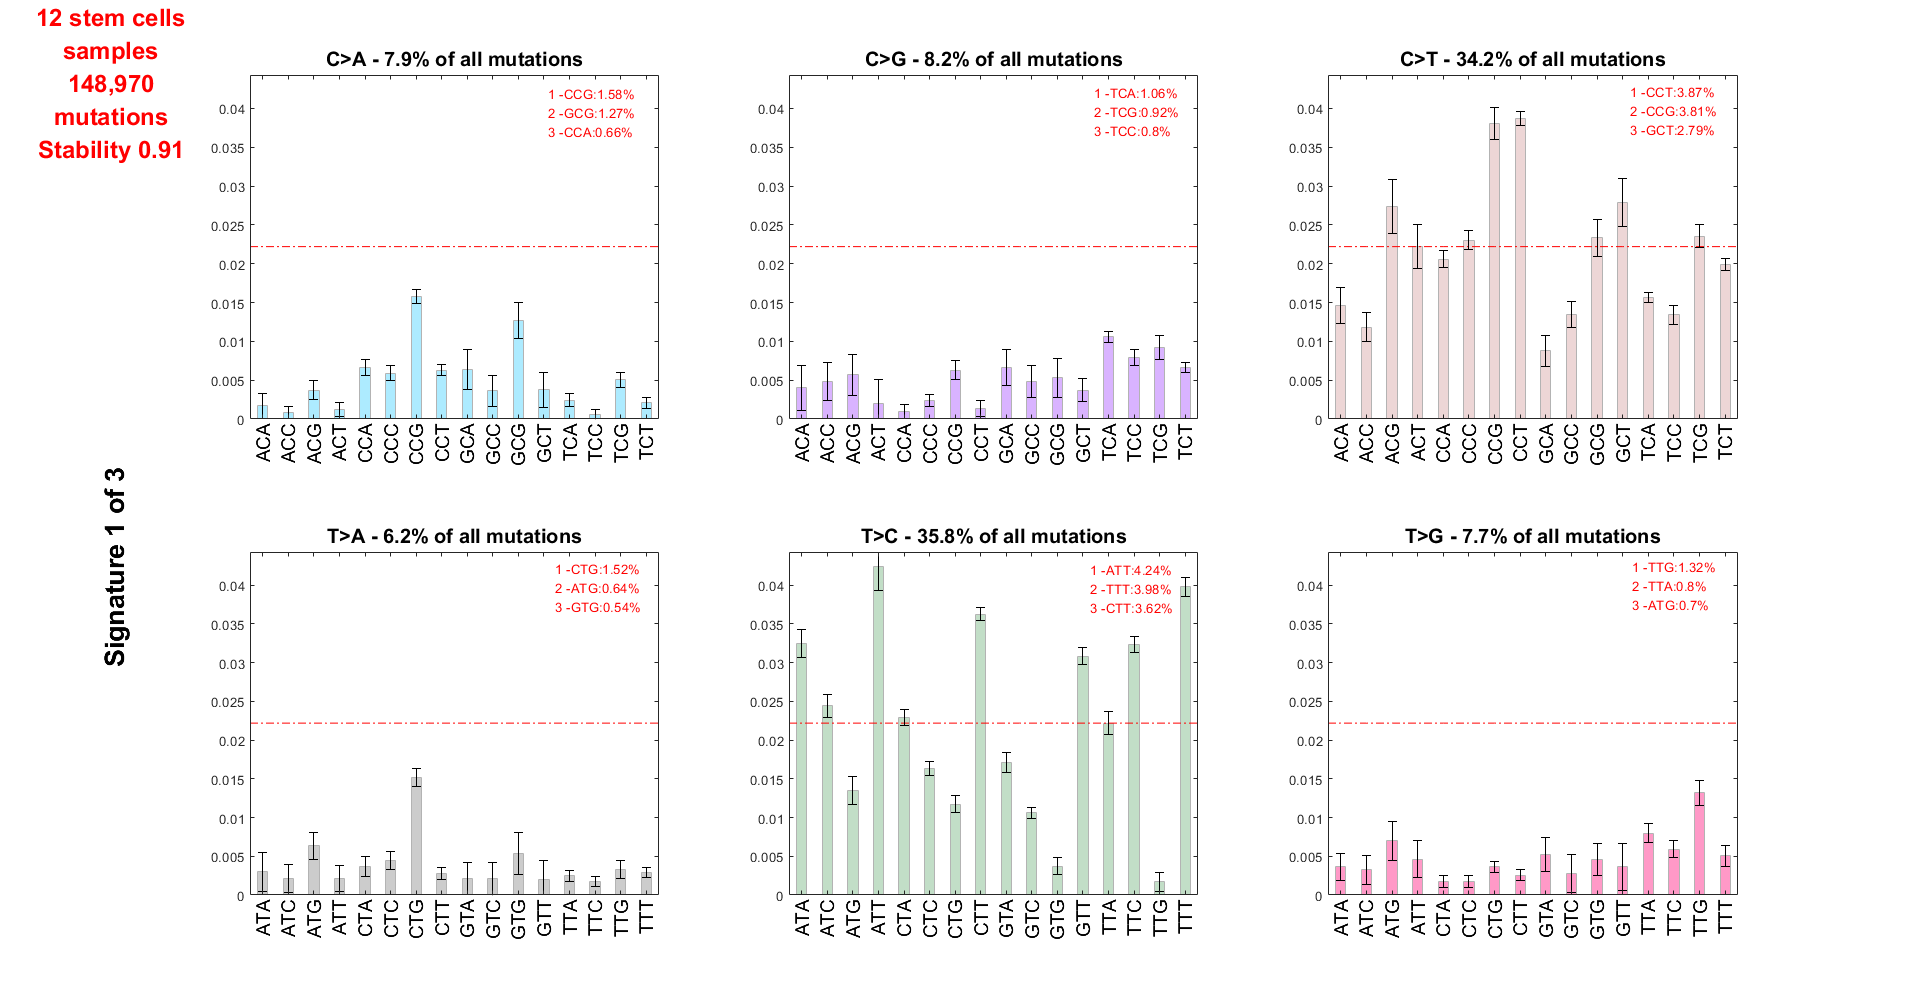 12 stem cells
samples
148,970
mutations
Stability 0.91
Signature 1 of 3
C>A - 7.9% of all mutations
1 -CCG:1.58%
2 -GCG:1.27%
3 -CCA:0.66%
0.04
0.035
0.03
0.025
0.02
0.015
0.01
0.005
0
ACA ACC ACG ACT CCA CCC CCG CCT GCA GCC GCG GCT TCA TCC TCG TCT
C>G - 8.2% of all mutations
1 -TCA:1.06%
2 -TCG:0.92%
3 -TCC:0.8%
0.04
0.035
0.03
0.025
0.02
0.015
0.01
0.005
0
ACA ACC ACG ACT CCA CCC CCG CCT GCA GCC GCG GCT TCA TCC TCG TCT
C>T - 34.2% of all mutations
1 -CCT:3.87%
2 -CCG:3.81%
3 -GCT:2.79%
0.04
0.035
0.03
0.025
0.02
0.015
0.01
0.005
0
ACA ACC ACG ACT CCA CCC CCG CCT GCA GCC GCG GCT TCA TCC TCG TCT
T>A - 6.2% of all mutations
1 -CTG:1.52%
2 -ATG:0.64%
3 -GTG:0.54%
0.04
0.035
0.03
0.025
0.02
0.015
0.01
0.005
0
ATA ATC ATG ATT CTA CTC CTG CTT GTA GTC GTG GTT TTA TTC TTG TTT
T>C - 35.8% of all mutations
1 -ATT:4.24%
2 -TTT:3.98%
3 -CTT:3.62%
0.04
0.035
0.03
0.025
0.02
0.015
0.01
0.005
0
ATA ATC ATG ATT CTA CTC CTG CTT GTA GTC GTG GTT TTA TTC TTG TTT
T>G - 7.7% of all mutations
1 -TTG:1.32%
2 -TTA:0.8%
3 -ATG:0.7%
0.04
0.035
0.03
0.025
0.02
0.015
0.01
0.005
0
ATA ATC ATG ATT CTA CTC CTG CTT GTA GTC GTG GTT TTA TTC TTG TTT